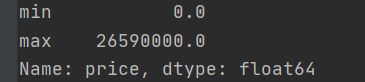 min 0.0
max 26590000.0
Name: price, dtype: float64